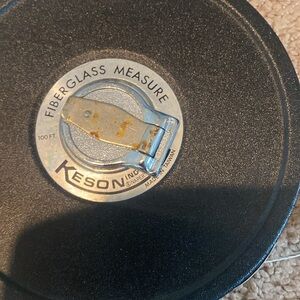 FIBERGLASS MEASURE
100 FT.
KESON INC.
MADE IN TAIWAN